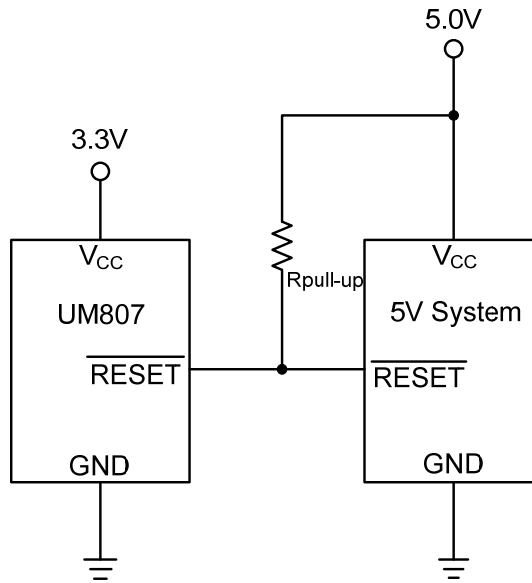 5.0V
3.3V
VCC
UM807
RESET
GND
Rpull-up
VCC
5V System
RESET
GND